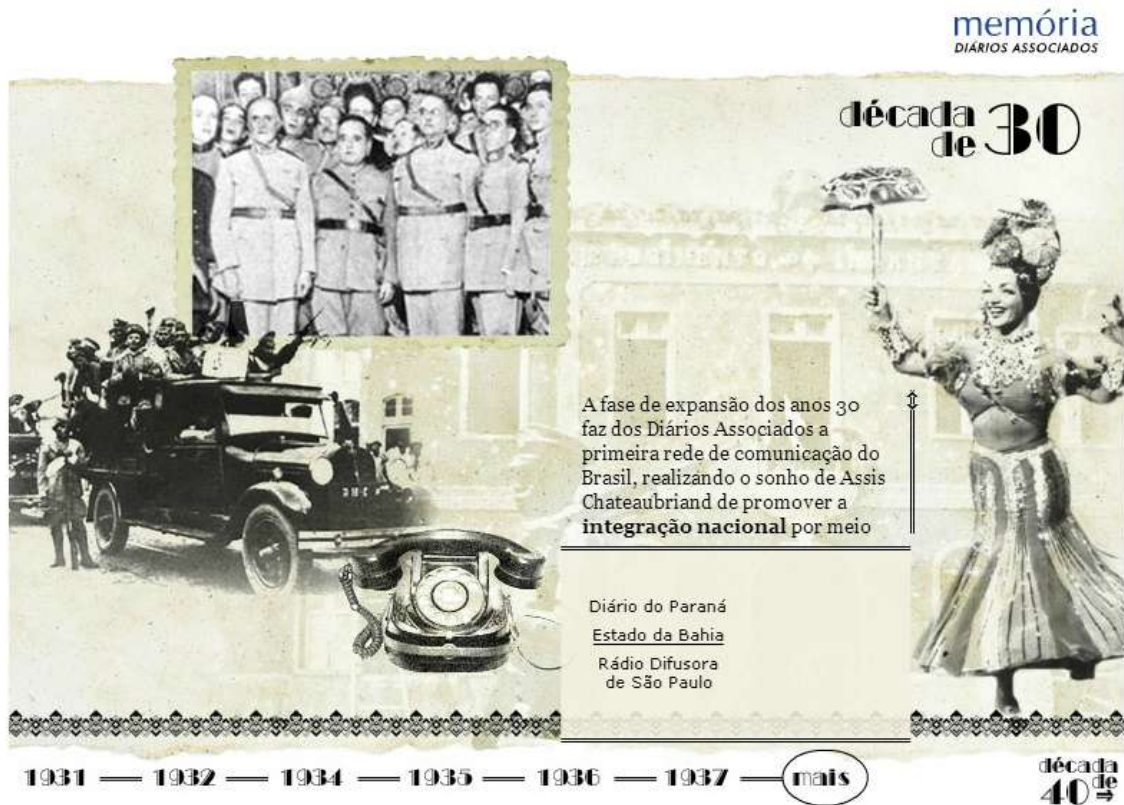 memória
DIÁRIOS ASSOCIADOS
década
de 30
A fase de expansão dos anos 30
faz dos Diários Associados a
primeira rede de comunicação do
Brasil, realizando o sonho de Assis
Chateaubriand de promover a
integração nacional por meio
Diário do Paraná
Estado da Bahia
Rádio Difusora
de São Paulo
1931 1932 1934 1935 1936 1937 mais
década
de
40